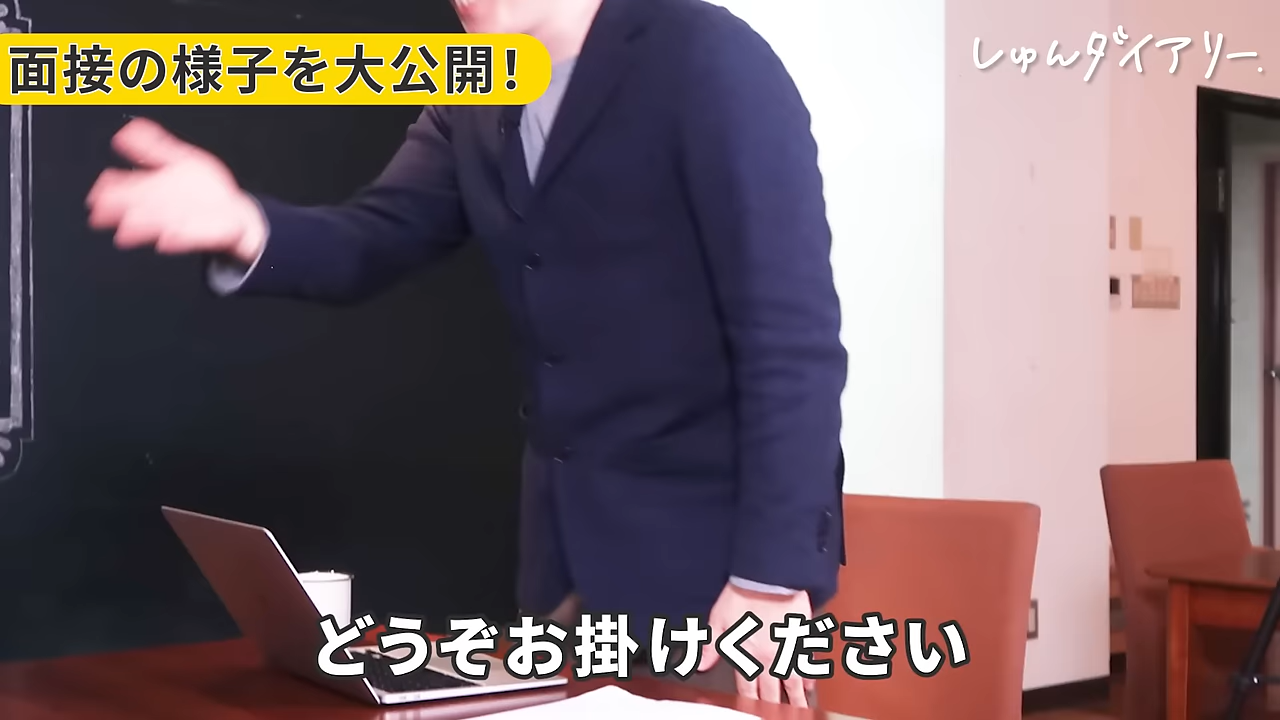 面接の様子を大公開!
しゅんダイアリー.
どうぞお掛けください